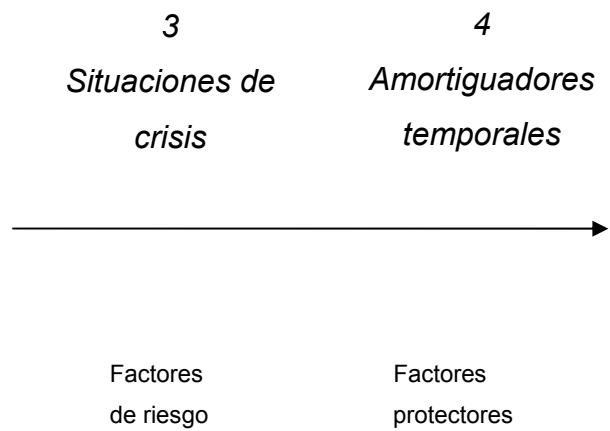 3
Situaciones de
crisis
4
Amortiguadores
temporales
Factores
de riesgo
Factores
protectores